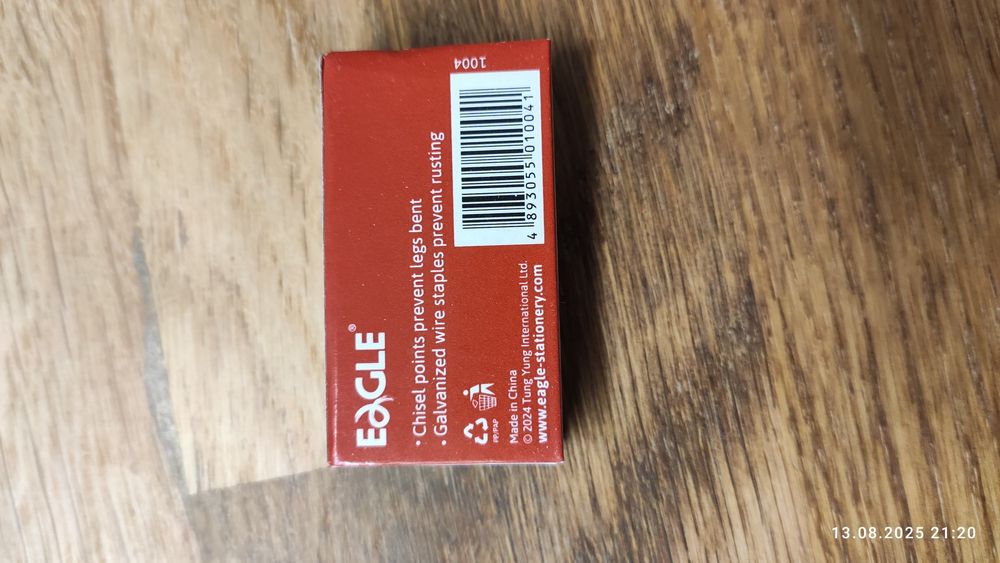 EAGLE®
• Chisel points prevent legs bent
• Galvanized wire staples prevent rusting
PP/PAP
Made in China
© 2024 Tung Yung International Ltd.
www.eagle-stationery.com
1004
4 893055 010041
13.08.2025 21:20